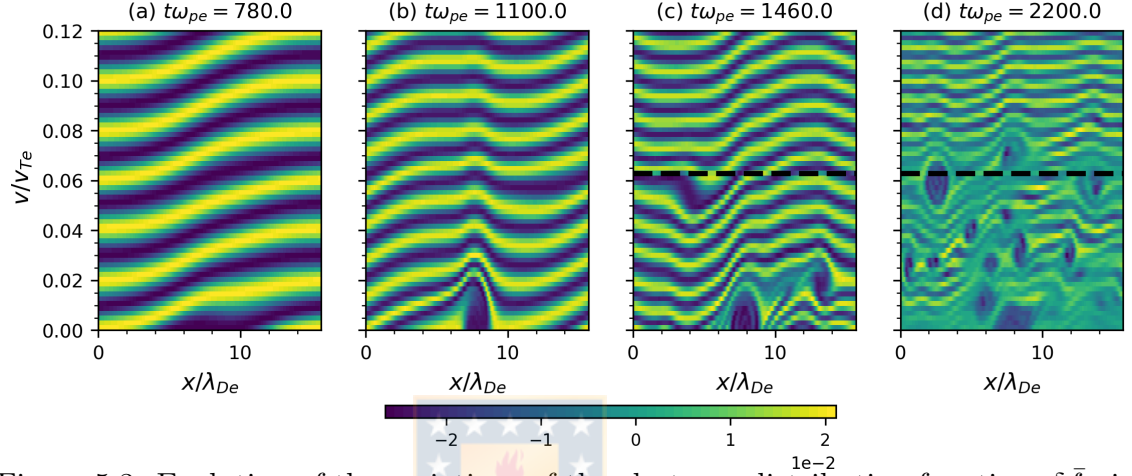 (a) tω_pe = 780.0
(b) tω_pe = 1100.0
(c) tω_pe = 1460.0
(d) tω_pe = 2200.0
0.12
0.10
0.08
0.06
0.04
0.02
0.00
v/v_Te
0 10
0 10
0 10
0 10
x/λ_De
x/λ_De
x/λ_De
x/λ_De
−2 −1 0 1 2
1e−2